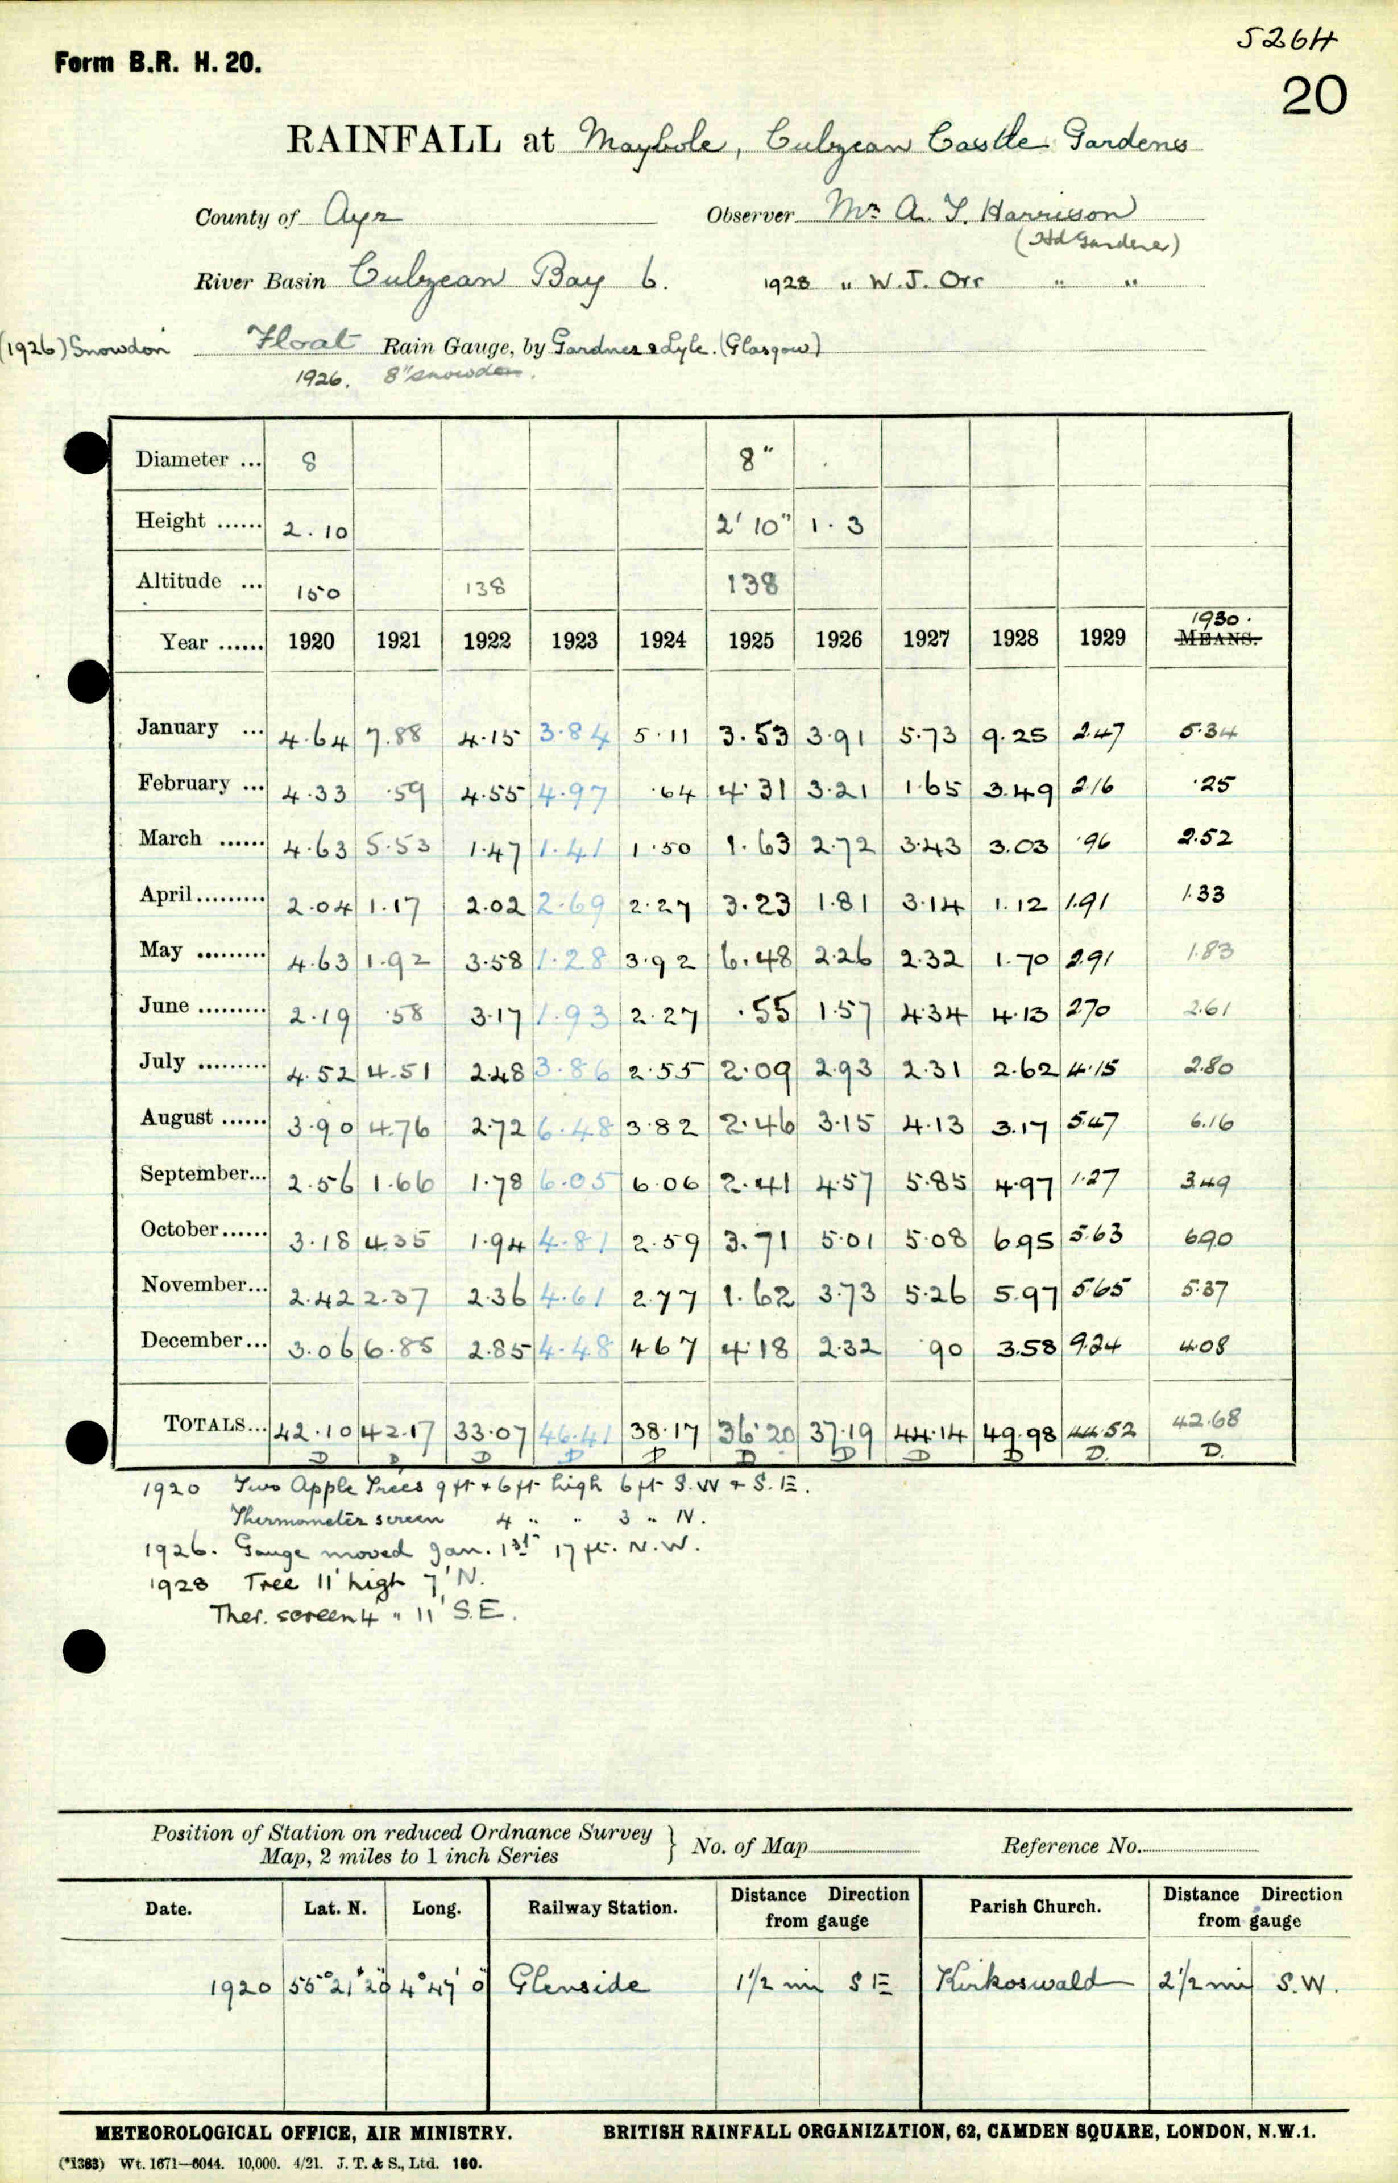 5264
Form B.R. H. 20.
20
RAINFALL at Maybole, Culzean Castle Gardens
County of Ayr Observer Mr. A. T. Harrison
(Hd Gardener)
River Basin Culzean Bay 6. 1928 " W. J. Orr " "
(1926) Snowdon Float Rain Gauge, by Gardner & Lyle. (Glasgow)
1926. 8" Snowdon.
Diameter ... 8 8"
Height ...... 2.10 2' 10" 1.3
Altitude ... 150 138 138
Year ...... 1920 1921 1922 1923 1924 1925 1926 1927 1928 1929 1930. MEANS.
January ... 4.64 7.88 4.15 3.84 5.11 3.53 3.91 5.73 9.25 2.47 5.34
February ... 4.33 .59 4.55 4.97 .64 4.31 3.21 1.65 3.49 2.16 .25
March ...... 4.63 5.53 1.47 1.41 1.50 1.63 2.72 3.43 3.03 .96 2.52
April......... 2.04 1.17 2.02 2.69 2.27 3.23 1.81 3.14 1.12 1.91 1.33
May ......... 4.63 1.92 3.58 1.28 3.92 6.48 2.26 2.32 1.70 2.91 1.83
June ......... 2.19 .58 3.17 1.93 2.27 .55 1.57 4.34 4.13 2.70 2.61
July ......... 4.52 4.51 2.48 3.86 2.55 2.09 2.93 2.31 2.62 4.15 2.80
August ...... 3.90 4.76 2.72 6.48 3.82 2.46 3.15 4.13 3.17 5.47 6.16
September... 2.56 1.66 1.78 6.05 6.06 2.41 4.57 5.85 4.97 1.27 3.49
October...... 3.18 4.35 1.94 4.81 2.59 3.71 5.01 5.08 6.95 5.63 6.90
November... 2.42 2.37 2.36 4.61 2.77 1.62 3.73 5.26 5.97 5.65 5.37
December... 3.06 6.85 2.85 4.48 4.67 4.18 2.32 .90 3.58 9.24 4.08
TOTALS... 42.10 42.17 33.07 46.41 38.17 36.20 37.19 44.14 49.98 44.52 42.68
D D D D D D D D D D. D.
1920 Two Apple Trees 9 ft & 6 ft high 6 ft S.W & S.E.
Thermometer screen 4 " " 3 " N.
1926. Gauge moved Jan. 1st 17 ft. N.W.
1928 Tree 11' high 7' N.
Ther. screen 4 " 11' S.E.
Position of Station on reduced Ordnance Survey
Map, 2 miles to 1 inch Series } No. of Map Reference No.
Date. Lat. N. Long. Railway Station. Distance Direction from gauge Parish Church. Distance Direction from gauge
1920 55° 21' 20" 4° 47' 0" Glenside 1½ mi S E Kirkoswald 2½ mi S.W.
METEOROLOGICAL OFFICE, AIR MINISTRY. BRITISH RAINFALL ORGANIZATION, 62, CAMDEN SQUARE, LONDON, N.W.1.
(*1383) Wt. 1671—6044. 10,000. 4/21. J. T. & S., Ltd. 160.